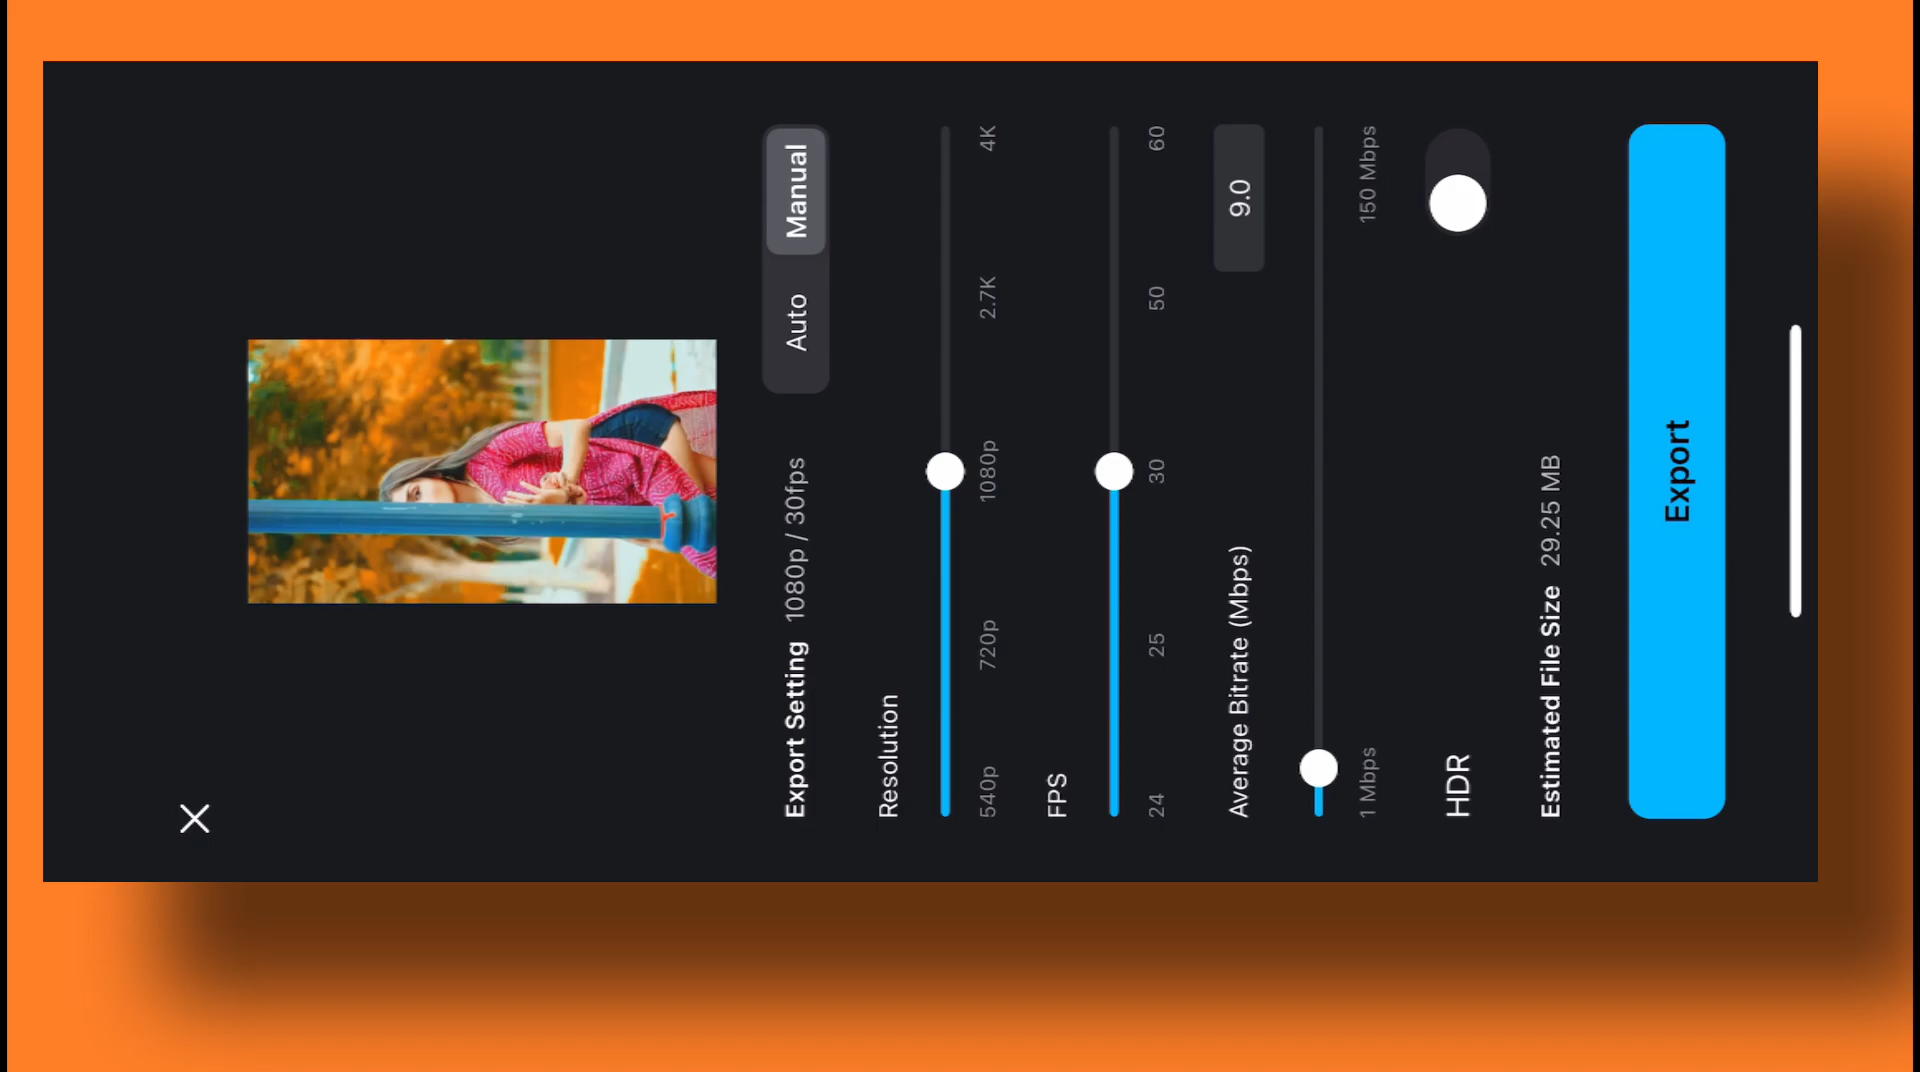 Export Setting 1080p / 30fps
Auto Manual
Resolution
540p 720p 1080p 2.7K 4K
FPS
24 25 30 50 60
Average Bitrate (Mbps) 9.0
1 Mbps 150 Mbps
HDR
Estimated File Size 29.25 MB
Export